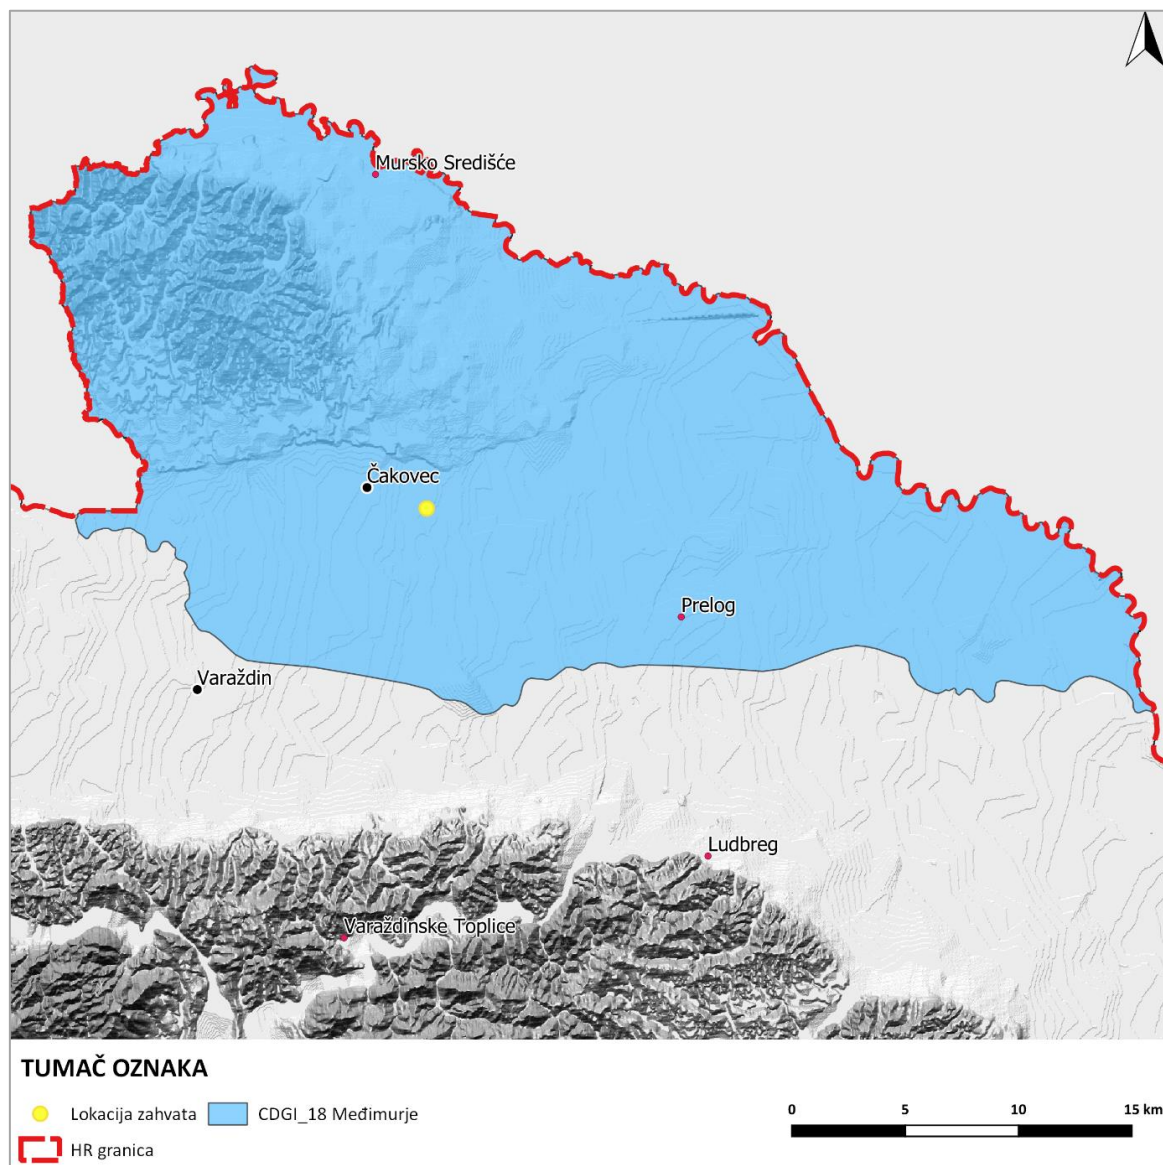 Mursko Središće
Čakovec
Prelog
Varaždin
Ludbreg
Varaždinske Toplice
TUMAČ OZNAKA
Lokacija zahvata CDGI_18 Međimurje
HR granica
0 5 10 15 km